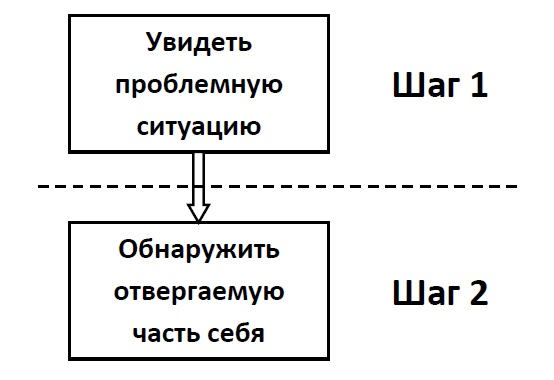 Увидеть
проблемную
ситуацию
Шаг 1
Обнаружить
отвергаемую
часть себя
Шаг 2